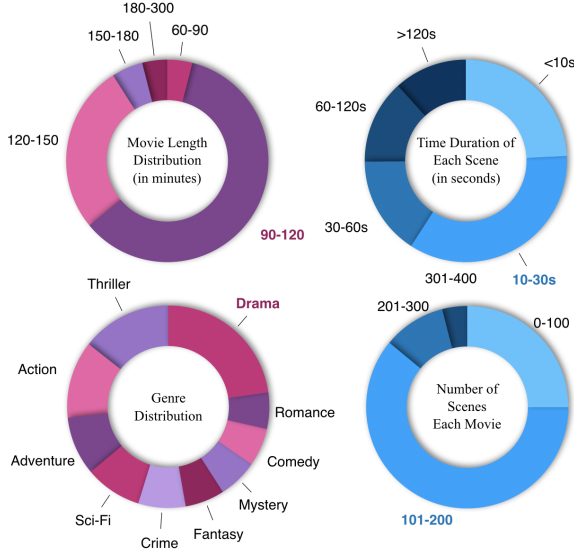 180-300
150-180
60-90
120-150
Movie Length
Distribution
(in minutes)
90-120
>120s
<10s
60-120s
Time Duration of
Each Scene
(in seconds)
30-60s
10-30s
Thriller
Drama
Action
Genre
Distribution
Romance
Adventure
Comedy
Mystery
Sci-Fi
Fantasy
Crime
301-400
201-300
0-100
Number of
Scenes
Each Movie
101-200